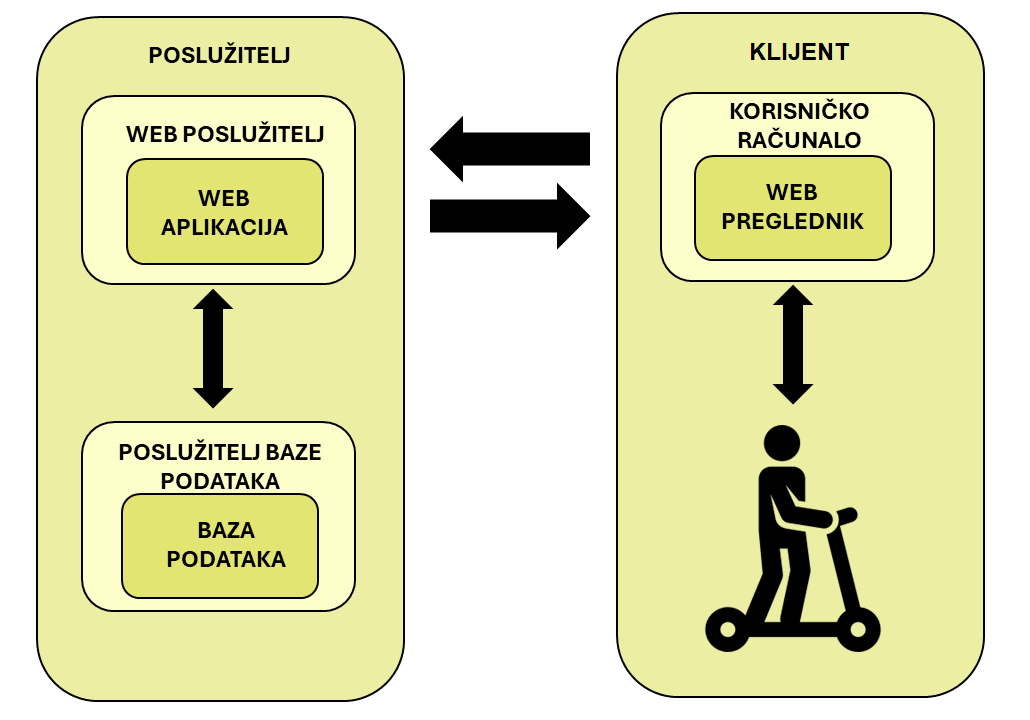 POSLUŽITELJ
WEB POSLUŽITELJ
WEB
APLIKACIJA
POSLUŽITELJ BAZE
PODATAKA
BAZA
PODATAKA
KLIJENT
KORISNIČKO
RAČUNALO
WEB
PREGLEDNIK